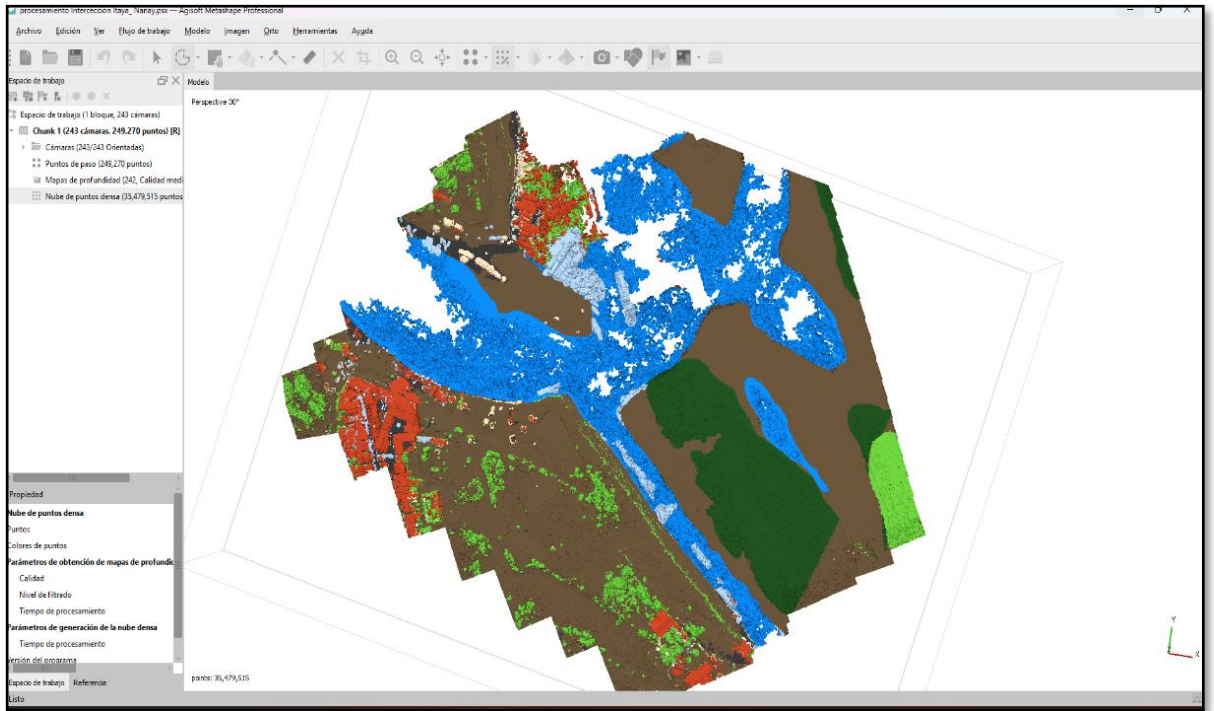 procesamiento Interceccion Itaya_ Nanay.psx — Agisoft Metashape Professional
Archivo Edición Ver Flujo de trabajo Modelo Imagen Orto Herramientas Ayuda
Espacio de trabajo
Modelo
Perspective 30°
Espacio de trabajo (1 bloque, 243 cámaras)
Chunk 1 (243 cámaras, 249,270 puntos) [R]
Cámaras (243/243 Orientadas)
Puntos de paso (249,270 puntos)
Mapas de profundidad (242, Calidad medi
Nube de puntos densa (35,479,515 puntos
Propiedad
Nube de puntos densa
Puntos
Colores de puntos
Parámetros de obtención de mapas de profundic
Calidad
Nivel de filtrado
Tiempo de procesamiento
Parámetros de generación de la nube densa
Tiempo de procesamiento
Versión del programa
points: 35,479,515
Y
X
Espacio de trabajo Referencia
Listo